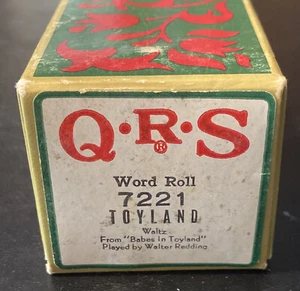 Q·R·S
®
Word Roll
7221
TOYLAND
Waltz
From "Babes In Toyland"
Played by Walter Redding